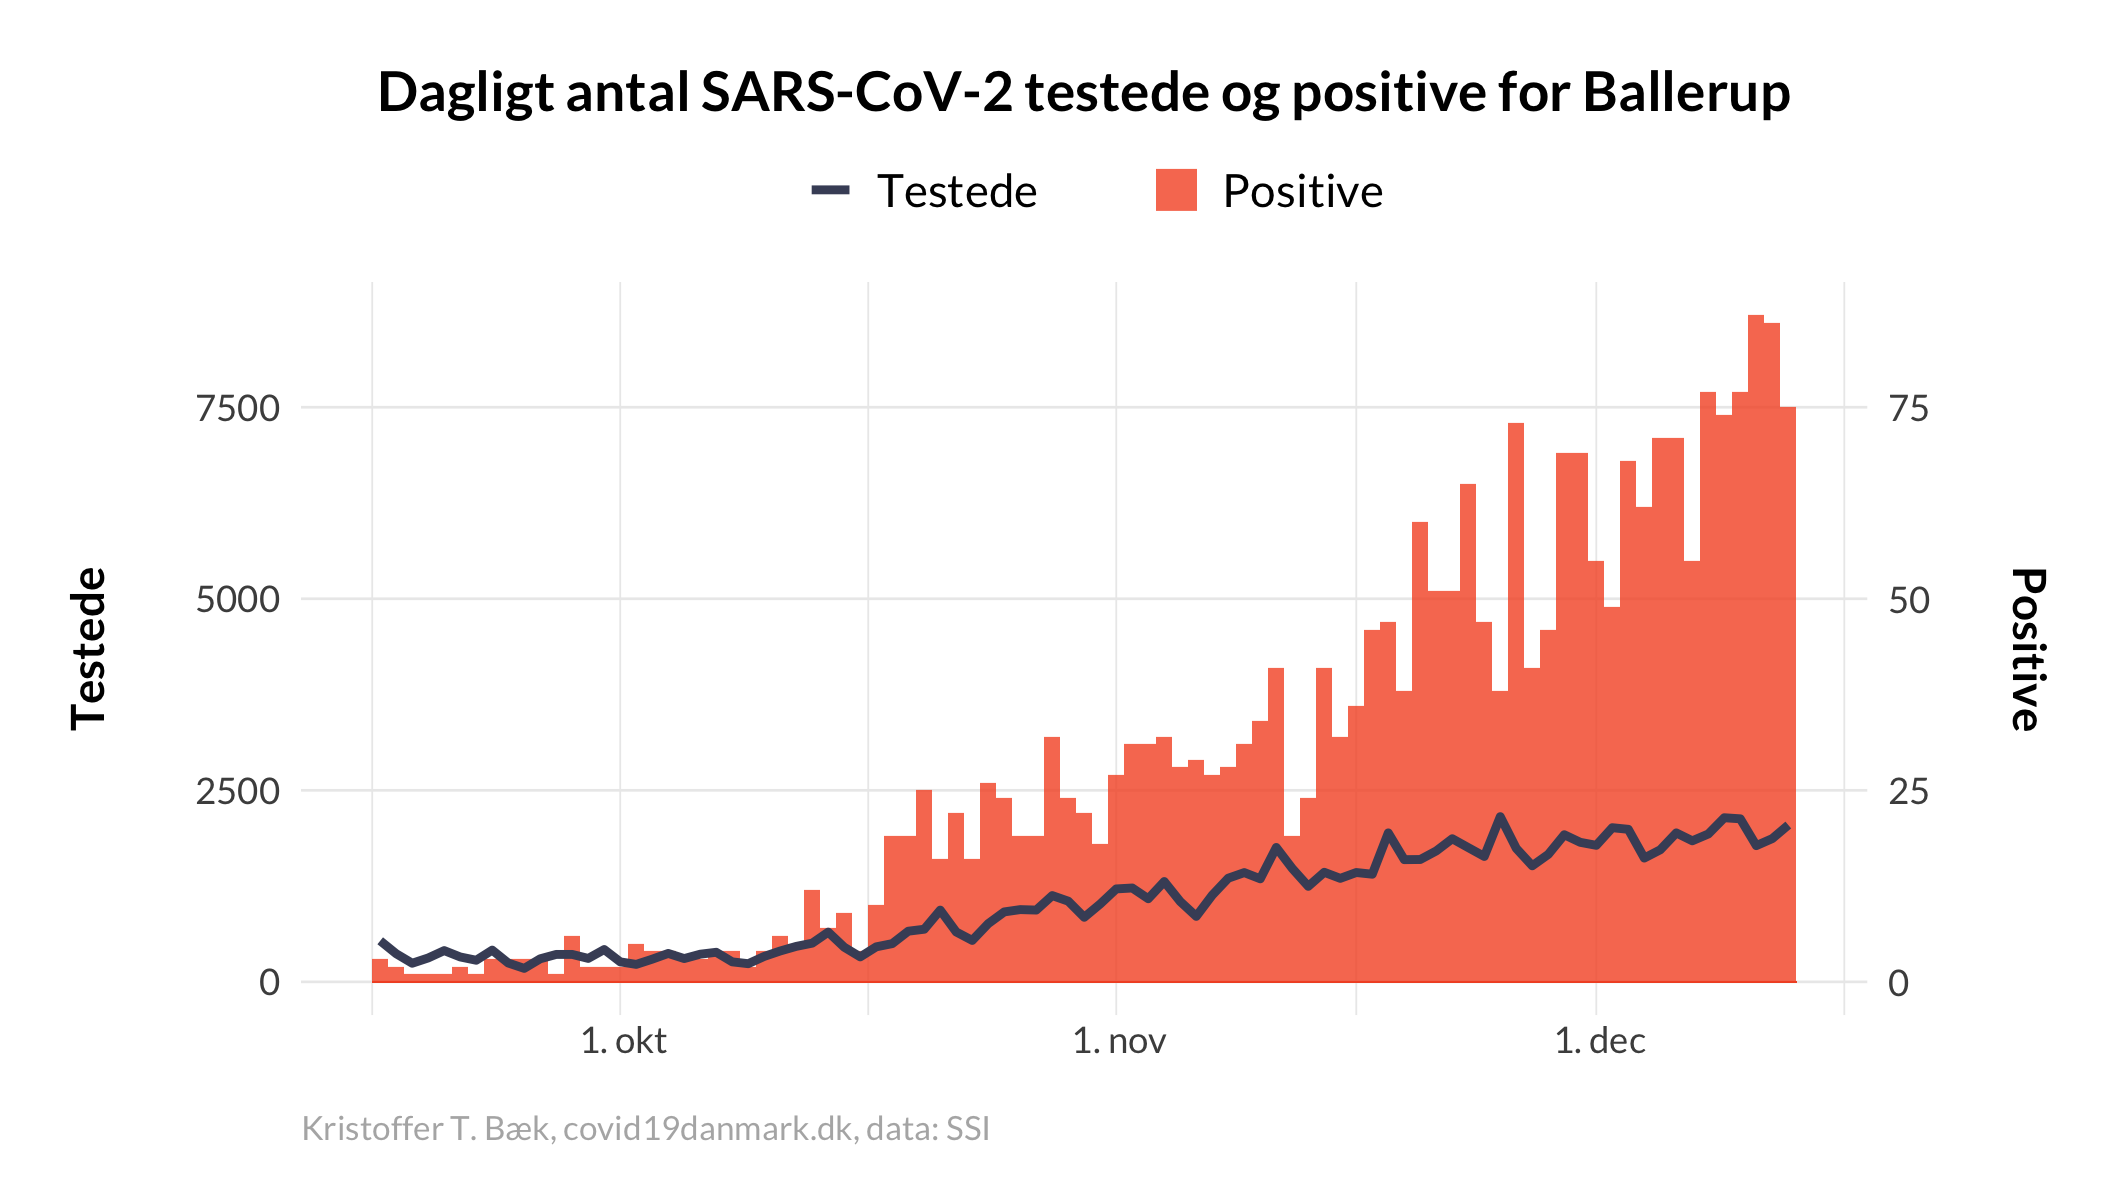 Dagligt antal SARS-CoV-2 testede og positive for Ballerup
Testede
Positive
7500
5000
2500
0
Testede
75
50
25
0
Positive
1. okt
1. nov
1. dec
Kristoffer T. Bæk, covid19danmark.dk, data: SSI